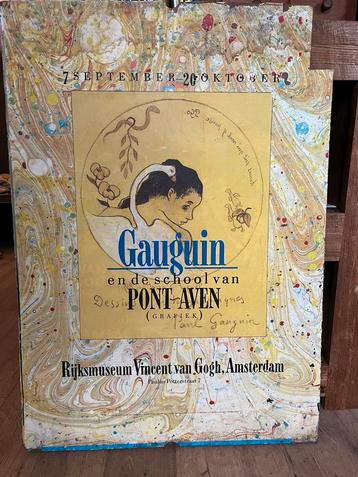 7 SEPTEMBER - 20 OKTOBER
Gauguin
en de school van
PONT-AVEN
(GRAFIEK)
Paul Gauguin
Rijksmuseum Vincent van Gogh, Amsterdam
Paulus Potterstraat 7